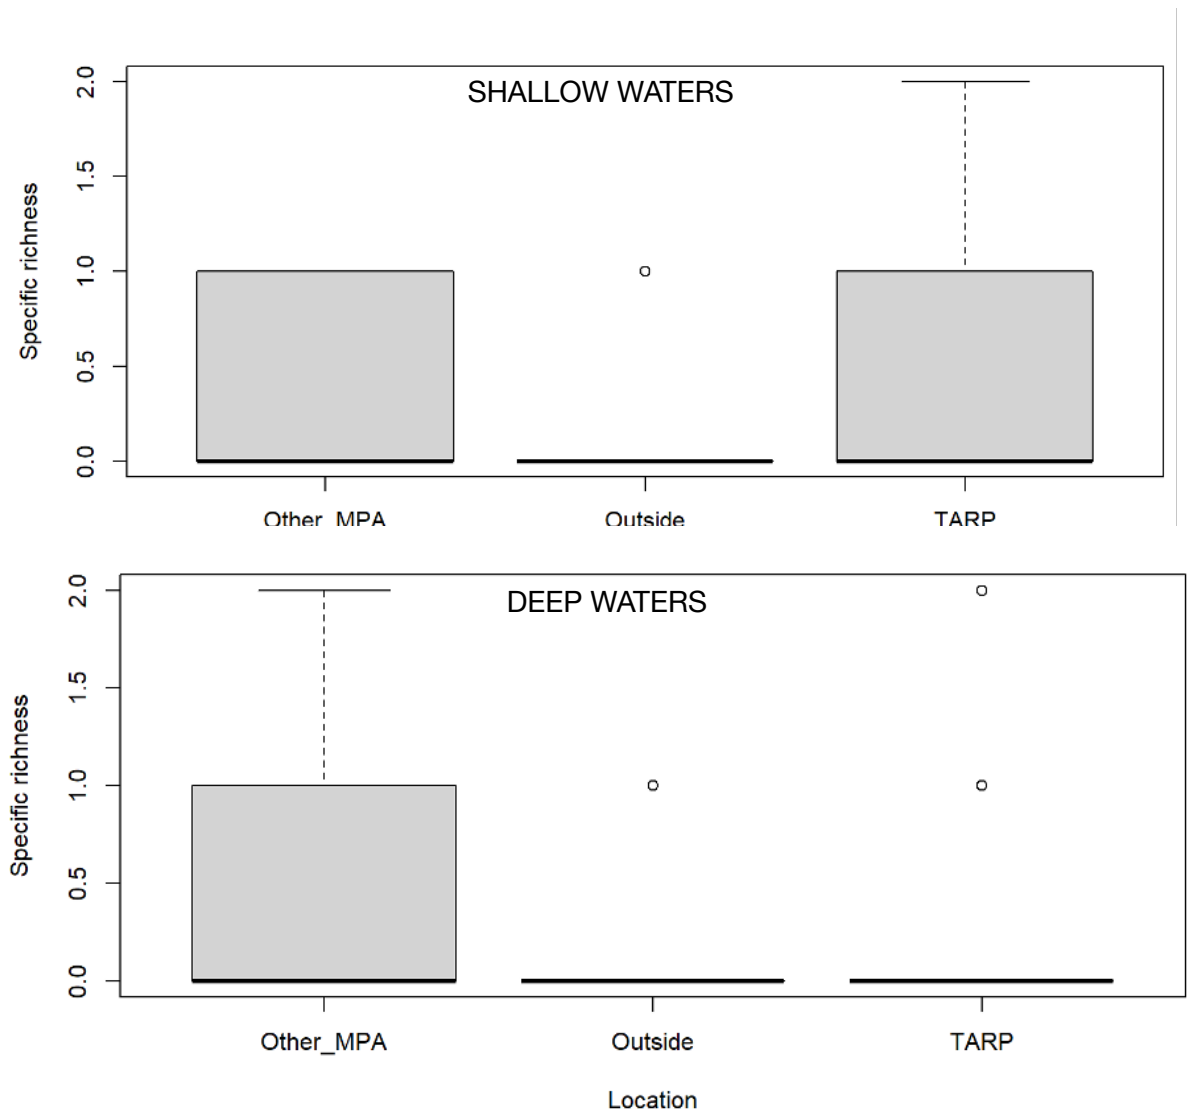 SHALLOW WATERS
Specific richness
2.0
1.5
1.0
0.5
0.0
Other_MPA Outside TARP
DEEP WATERS
Specific richness
2.0
1.5
1.0
0.5
0.0
Other_MPA Outside TARP
Location